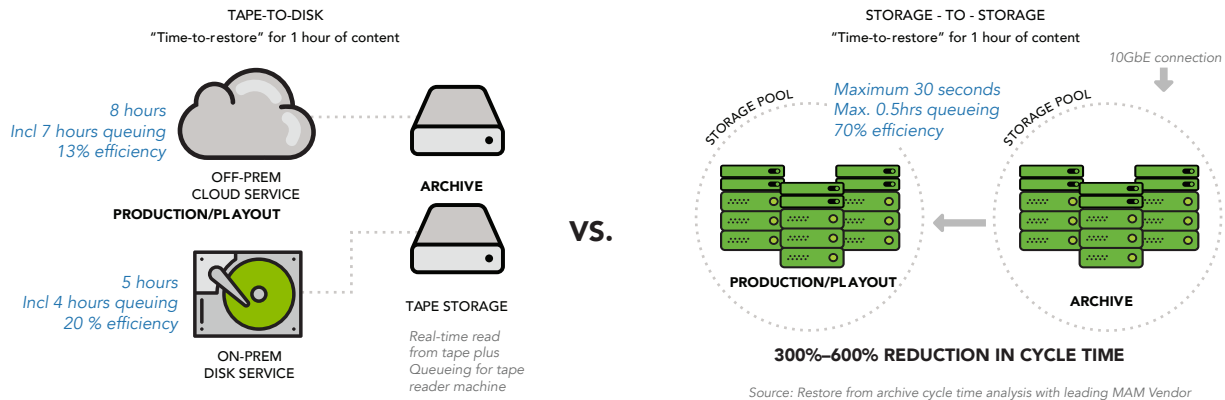 TAPE-TO-DISK
“Time-to-restore” for 1 hour of content
8 hours
Incl 7 hours queuing
13% efficiency
OFF-PREM
CLOUD SERVICE
PRODUCTION/PLAYOUT
ARCHIVE
5 hours
Incl 4 hours queuing
20 % efficiency
ON-PREM
DISK SERVICE
TAPE STORAGE
Real-time read
from tape plus
Queueing for tape
reader machine
VS.
STORAGE - TO - STORAGE
“Time-to-restore” for 1 hour of content
10GbE connection
STORAGE POOL
Maximum 30 seconds
Max. 0.5hrs queueing
70% efficiency
STORAGE POOL
PRODUCTION/PLAYOUT
ARCHIVE
300%–600% REDUCTION IN CYCLE TIME
Source: Restore from archive cycle time analysis with leading MAM Vendor